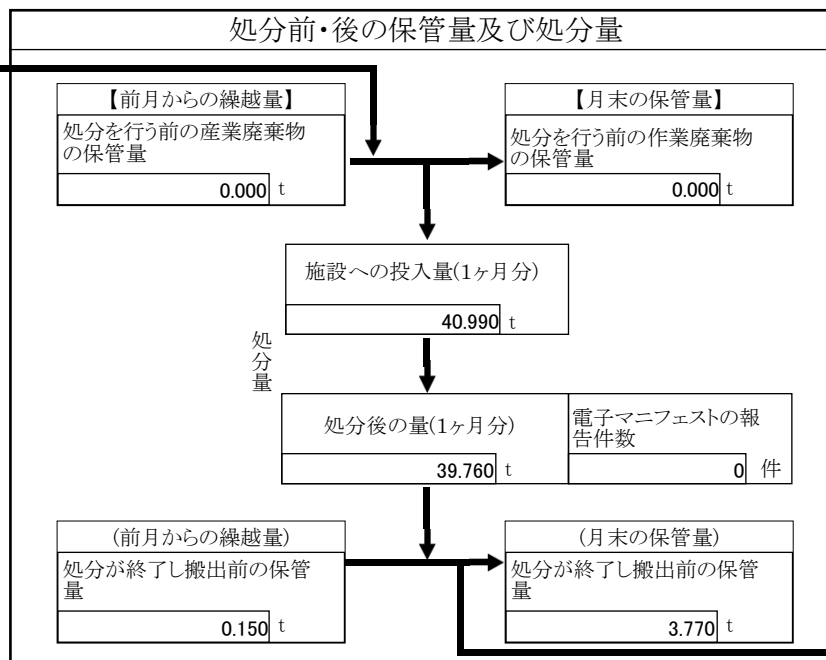 処分前・後の保管量及び処分量
【前月からの繰越量】
処分を行う前の産業廃棄物
の保管量
0.000 t
【月末の保管量】
処分を行う前の作業廃棄物
の保管量
0.000 t
施設への投入量(1ヶ月分)
40.990 t
処分量
処分後の量(1ヶ月分)
39.760 t
電子マニフェストの報
告件数
0 件
(前月からの繰越量)
処分が終了し搬出前の保管
量
0.150 t
(月末の保管量)
処分が終了し搬出前の保管
量
3.770 t